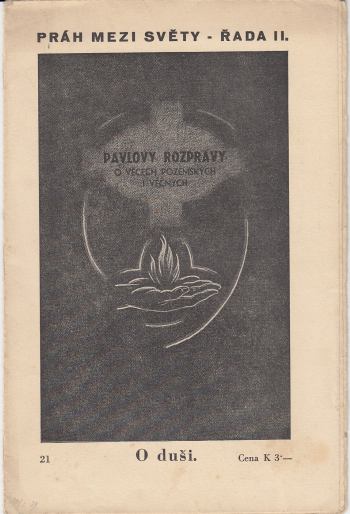 PRÁH MEZI SVĚTY - ŘADA II.
PAVLOVY ROZPRAVY
O VĚCECH POZEMSKÝCH
I VĚČNÝCH
21 O duši. Cena K 3·—